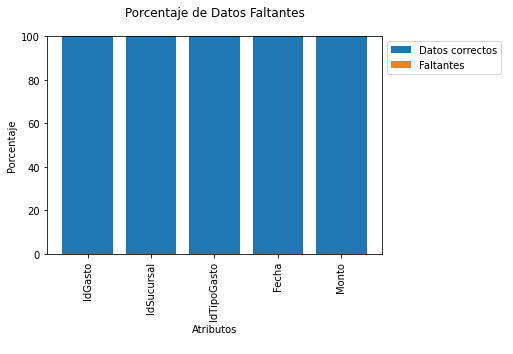 Porcentaje de Datos Faltantes
100
80
60
40
20
0
Porcentaje
IdGasto
IdSucursal
IdTipoGasto
Fecha
Monto
Atributos
Datos correctos
Faltantes